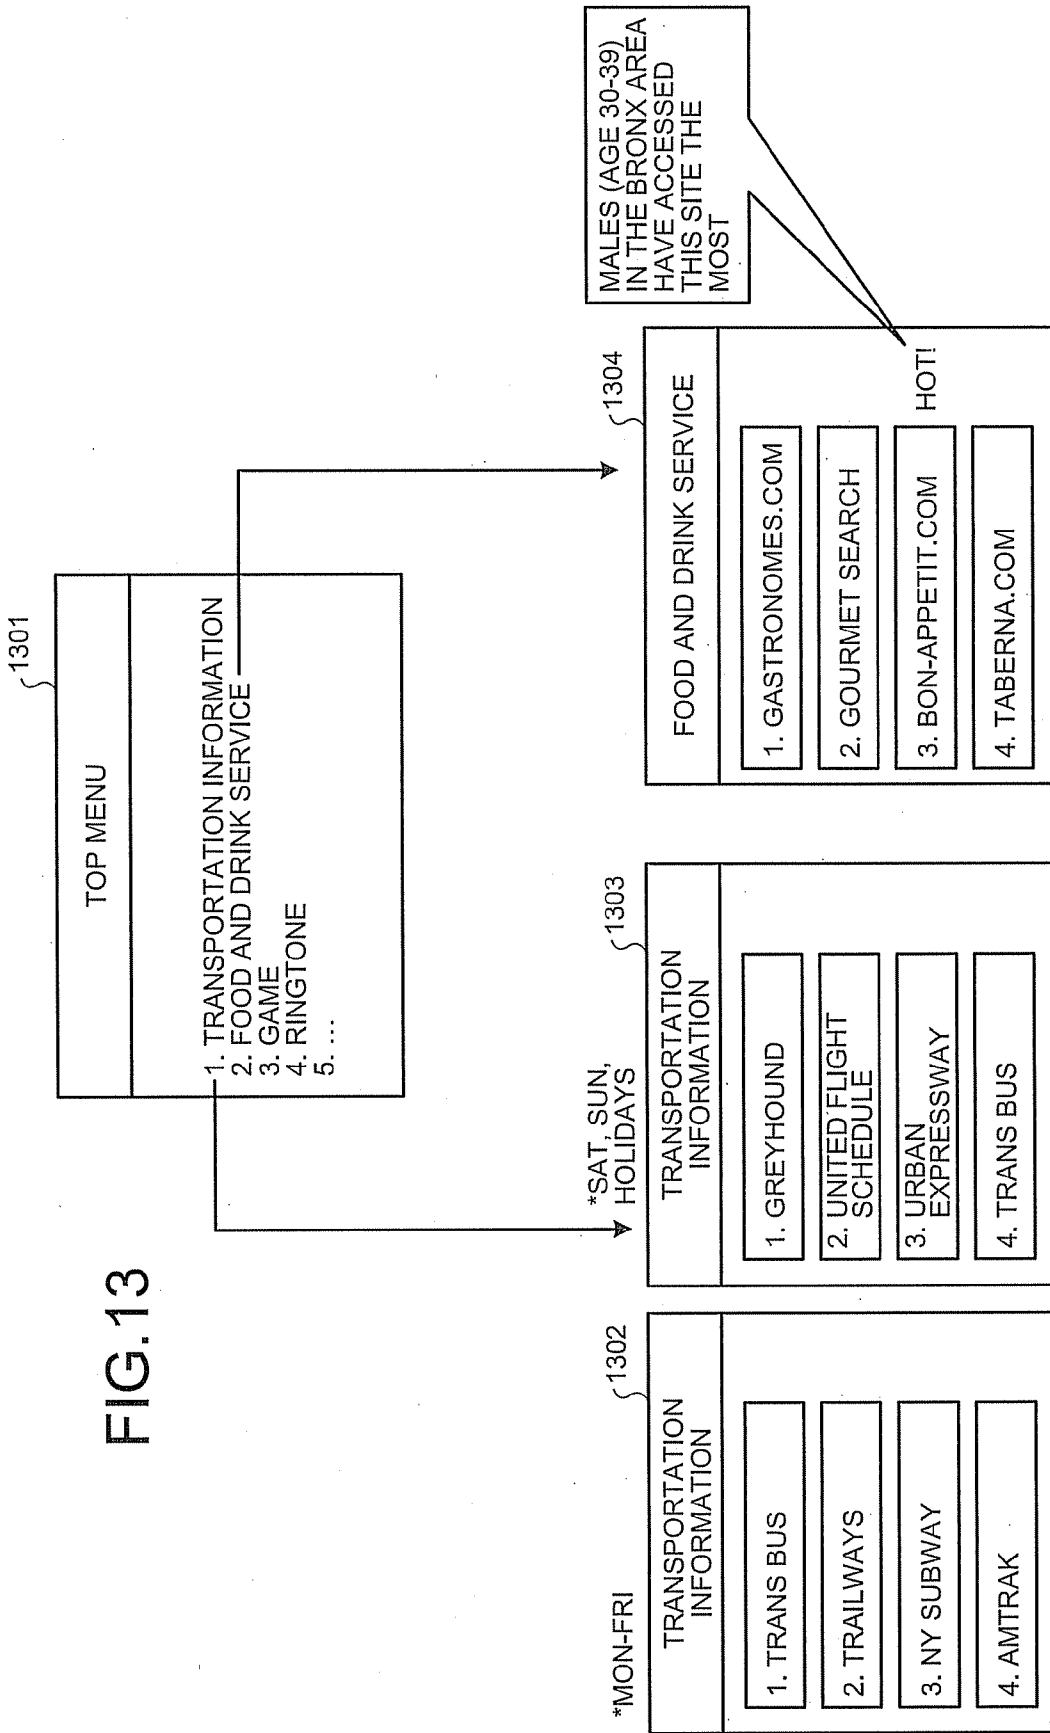 FIG.13
1301
TOP MENU
1. TRANSPORTATION INFORMATION
2. FOOD AND DRINK SERVICE
3. GAME
4. RINGTONE
5. ...
*MON-FRI
1302
TRANSPORTATION
INFORMATION
1. TRANS BUS
2. TRAILWAYS
3. NY SUBWAY
4. AMTRAK
*SAT, SUN,
HOLIDAYS
1303
TRANSPORTATION
INFORMATION
1. GREYHOUND
2. UNITED FLIGHT
SCHEDULE
3. URBAN
EXPRESSWAY
4. TRANS BUS
1304
FOOD AND DRINK SERVICE
1. GASTRONOMES.COM
2. GOURMET SEARCH
3. BON-APPETIT.COM
HOT!
4. TABERNA.COM
MALES (AGE 30-39)
IN THE BRONX AREA
HAVE ACCESSED
THIS SITE THE
MOST